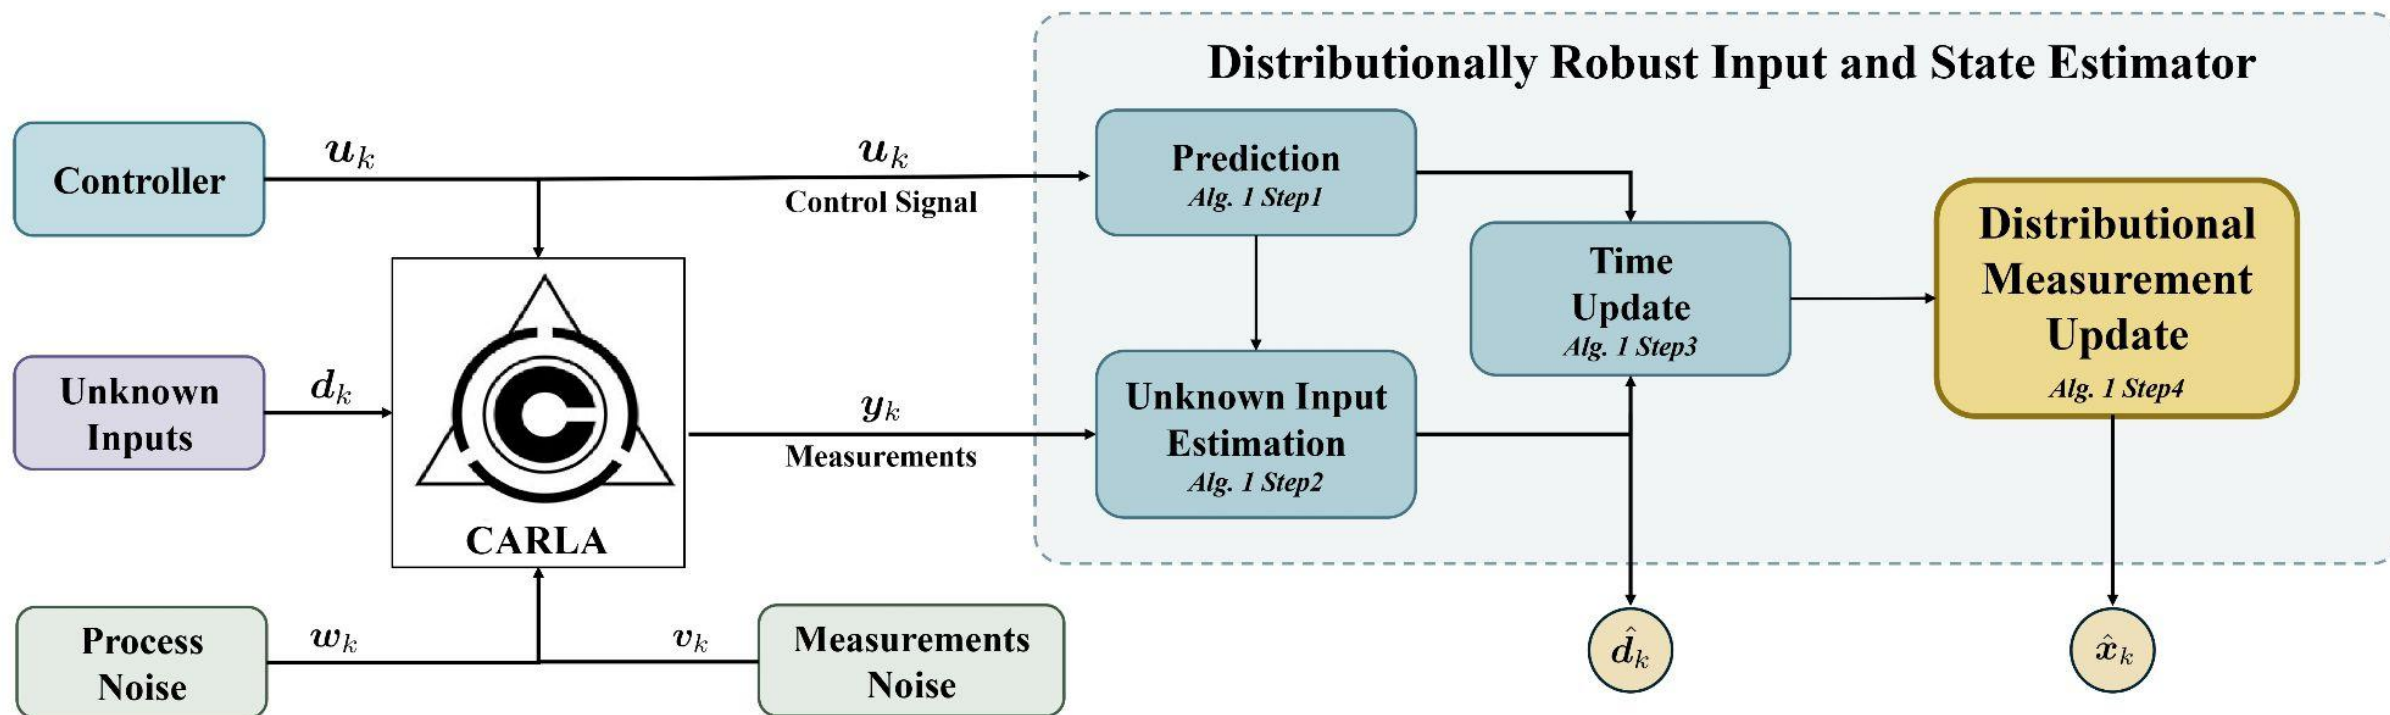 Distributionally Robust Input and State Estimator
Controller
u_k
u_k
Control Signal
Prediction
Alg. 1 Step1
Time
Update
Alg. 1 Step3
Distributional
Measurement
Update
Alg. 1 Step4
Unknown
Inputs
d_k
CARLA
y_k
Measurements
Unknown Input
Estimation
Alg. 1 Step2
Process
Noise
w_k
v_k
Measurements
Noise
d̂_k
x̂_k